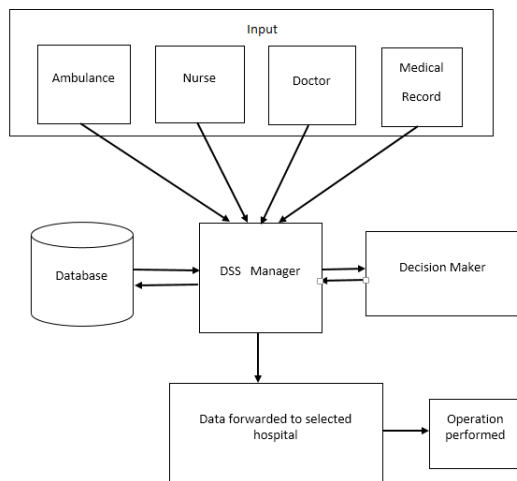 Input
Ambulance
Nurse
Doctor
Medical
Record
Database
DSS Manager
Decision Maker
Data forwarded to selected
hospital
Operation
performed